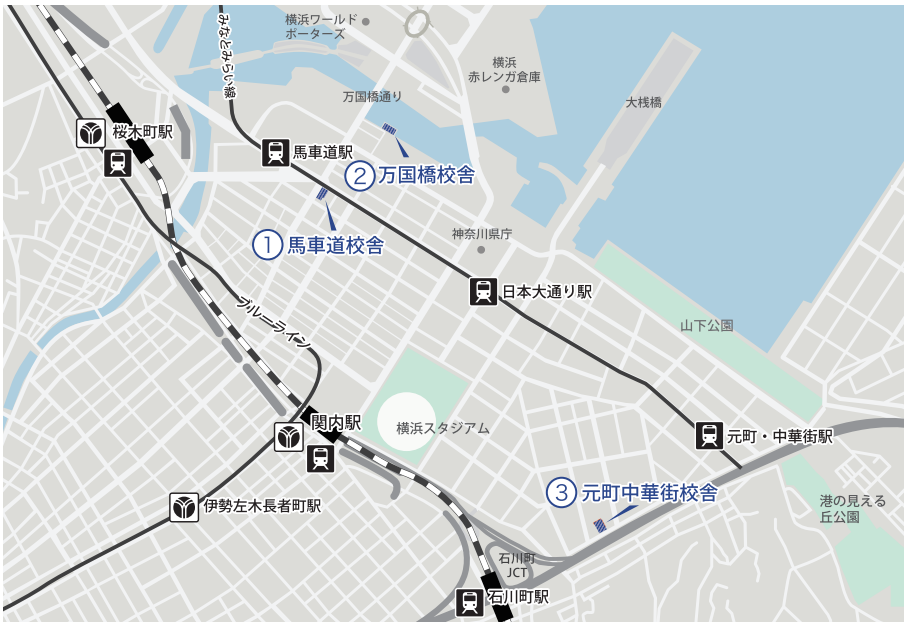 横浜ワールド
ポーターズ
みなとみらい線
横浜
赤レンガ倉庫
万国橋通り
大桟橋
桜木町駅
馬車道駅
② 万国橋校舎
① 馬車道校舎
神奈川県庁
日本大通り駅
ブルーライン
山下公園
関内駅
横浜スタジアム
元町・中華街駅
③ 元町中華街校舎
伊勢左木長者町駅
港の見える
丘公園
石川町
JCT
石川町駅